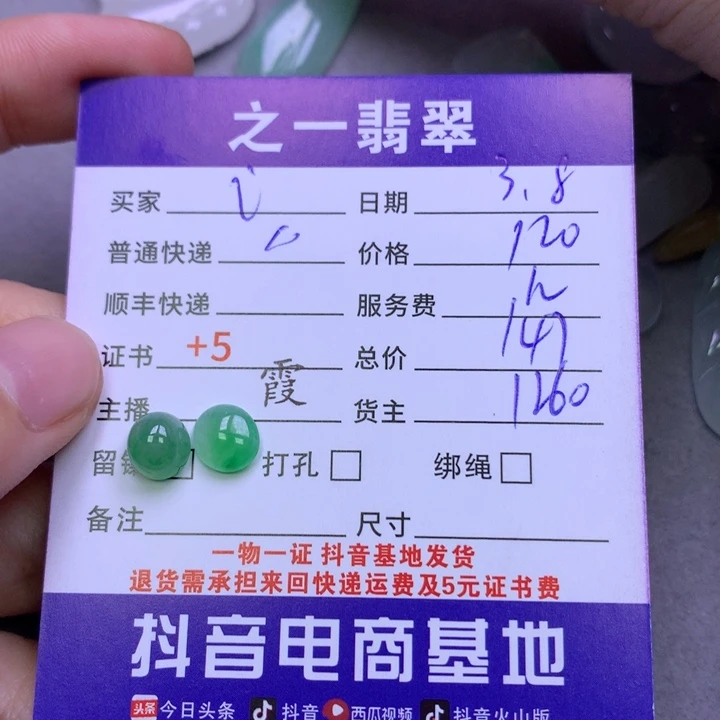 之一翡翠
买家 日期 3.8
普通快递 价格 120
顺丰快递 服务费 12
证书 +5 总价 147
主播 霞 货主 1260
留 打孔 绑绳
备注 尺寸
一物一证 抖音基地发货
退货需承担来回快递运费及5元证书费
抖音电商基地
头条 今日头条 抖音 西瓜视频 抖音火山版